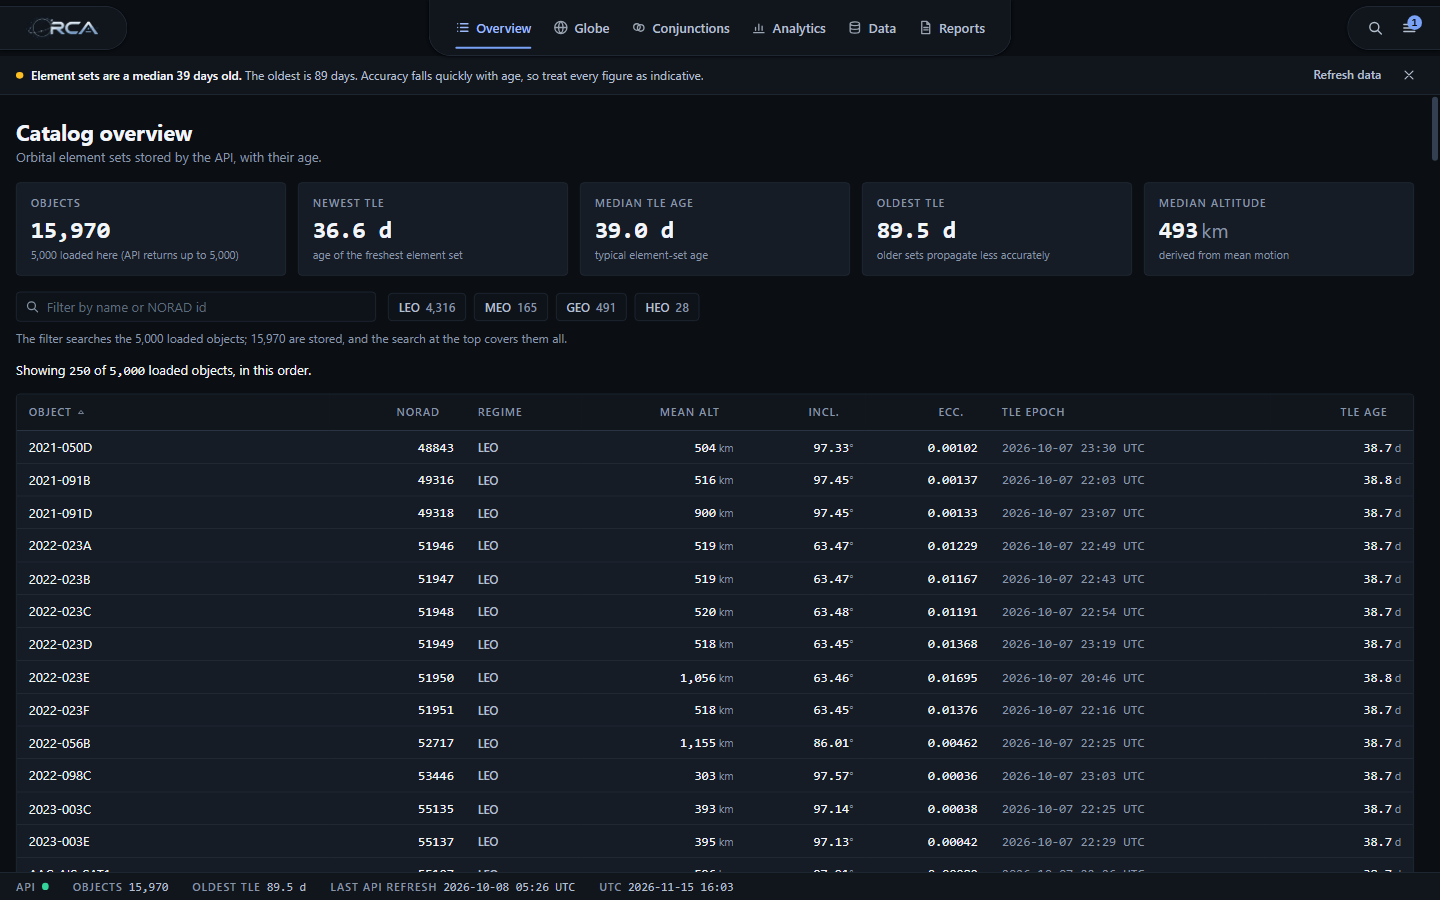 ORCA
Overview Globe Conjunctions Analytics Data Reports
1
Element sets are a median 39 days old. The oldest is 89 days. Accuracy falls quickly with age, so treat every figure as indicative. Refresh data
Catalog overview
Orbital element sets stored by the API, with their age.
OBJECTS NEWEST TLE MEDIAN TLE AGE OLDEST TLE MEDIAN ALTITUDE
15,970 36.6 d 39.0 d 89.5 d 493 km
5,000 loaded here (API returns up to 5,000) age of the freshest element set typical element-set age older sets propagate less accurately derived from mean motion
Filter by name or NORAD id LEO 4,316 MEO 165 GEO 491 HEO 28
The filter searches the 5,000 loaded objects; 15,970 are stored, and the search at the top covers them all.
Showing 250 of 5,000 loaded objects, in this order.
OBJECT NORAD REGIME MEAN ALT INCL. ECC. TLE EPOCH TLE AGE
2021-050D 48843 LEO 504 km 97.33° 0.00102 2026-10-07 23:30 UTC 38.7 d
2021-091B 49316 LEO 516 km 97.45° 0.00137 2026-10-07 22:03 UTC 38.8 d
2021-091D 49318 LEO 900 km 97.45° 0.00133 2026-10-07 23:07 UTC 38.7 d
2022-023A 51946 LEO 519 km 63.47° 0.01229 2026-10-07 22:49 UTC 38.7 d
2022-023B 51947 LEO 519 km 63.47° 0.01167 2026-10-07 22:43 UTC 38.7 d
2022-023C 51948 LEO 520 km 63.48° 0.01191 2026-10-07 22:54 UTC 38.7 d
2022-023D 51949 LEO 518 km 63.45° 0.01368 2026-10-07 23:19 UTC 38.7 d
2022-023E 51950 LEO 1,056 km 63.46° 0.01695 2026-10-07 20:46 UTC 38.8 d
2022-023F 51951 LEO 518 km 63.45° 0.01376 2026-10-07 22:16 UTC 38.7 d
2022-056B 52717 LEO 1,155 km 86.01° 0.00462 2026-10-07 22:25 UTC 38.7 d
2022-098C 53446 LEO 303 km 97.57° 0.00036 2026-10-07 23:03 UTC 38.7 d
2023-003C 55135 LEO 393 km 97.14° 0.00038 2026-10-07 22:25 UTC 38.7 d
2023-003E 55137 LEO 395 km 97.13° 0.00042 2026-10-07 22:29 UTC 38.7 d
API OBJECTS 15,970 OLDEST TLE 89.5 d LAST API REFRESH 2026-10-08 05:26 UTC UTC 2026-11-15 16:03